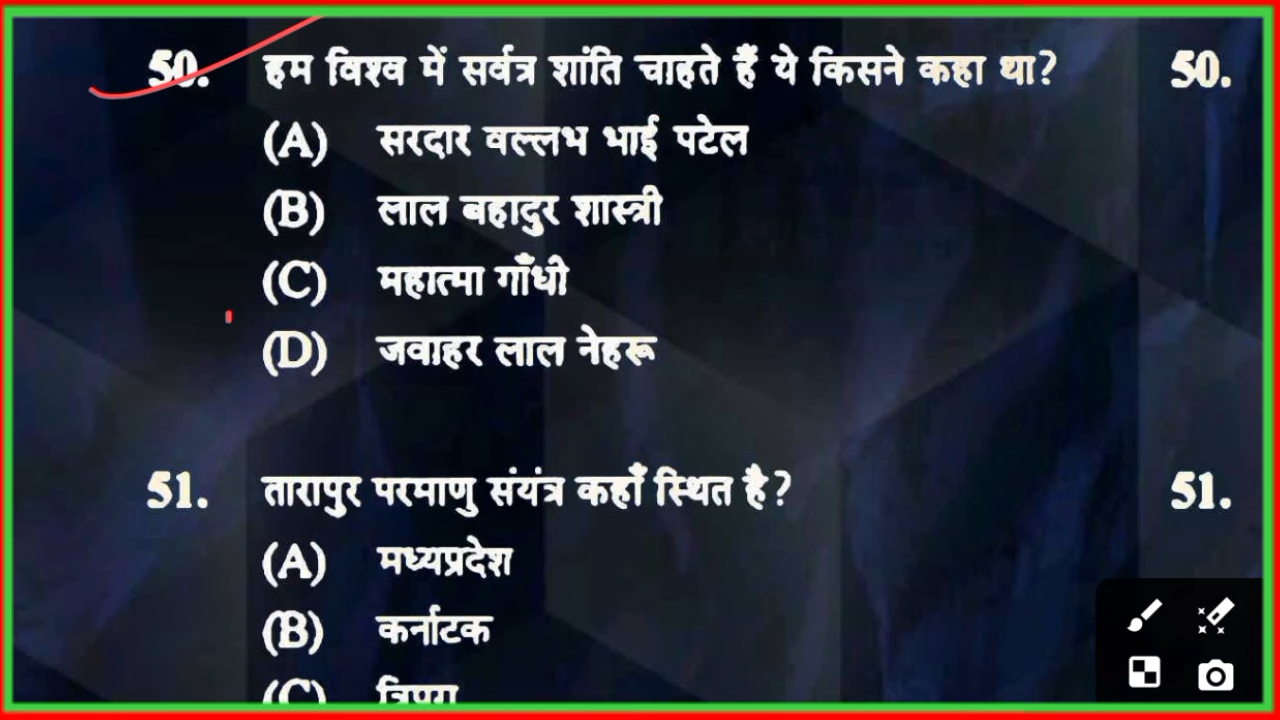 50. हम विश्व में सर्वत्र शांति चाहते हैं ये किसने कहा था? 50.
(A) सरदार वल्लभ भाई पटेल
(B) लाल बहादुर शास्त्री
(C) महात्मा गाँधी
(D) जवाहर लाल नेहरू
51. तारापुर परमाणु संयंत्र कहाँ स्थित है? 51.
(A) मध्यप्रदेश
(B) कर्नाटक
(C) त्रिपुरा